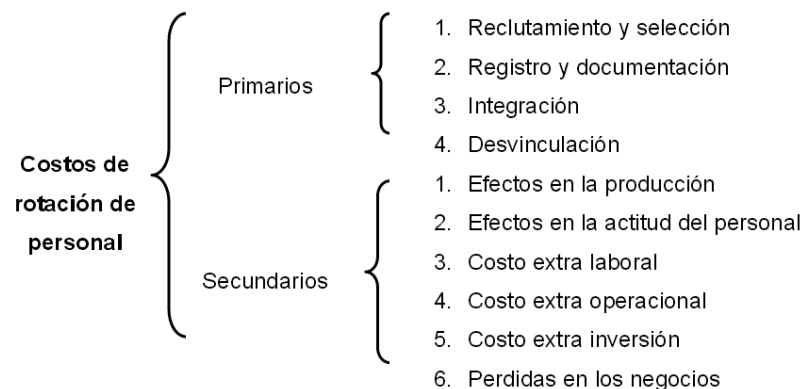 Costos de
rotación de
personal
Primarios
1. Reclutamiento y selección
2. Registro y documentación
3. Integración
4. Desvinculación
Secundarios
1. Efectos en la producción
2. Efectos en la actitud del personal
3. Costo extra laboral
4. Costo extra operacional
5. Costo extra inversión
6. Perdidas en los negocios